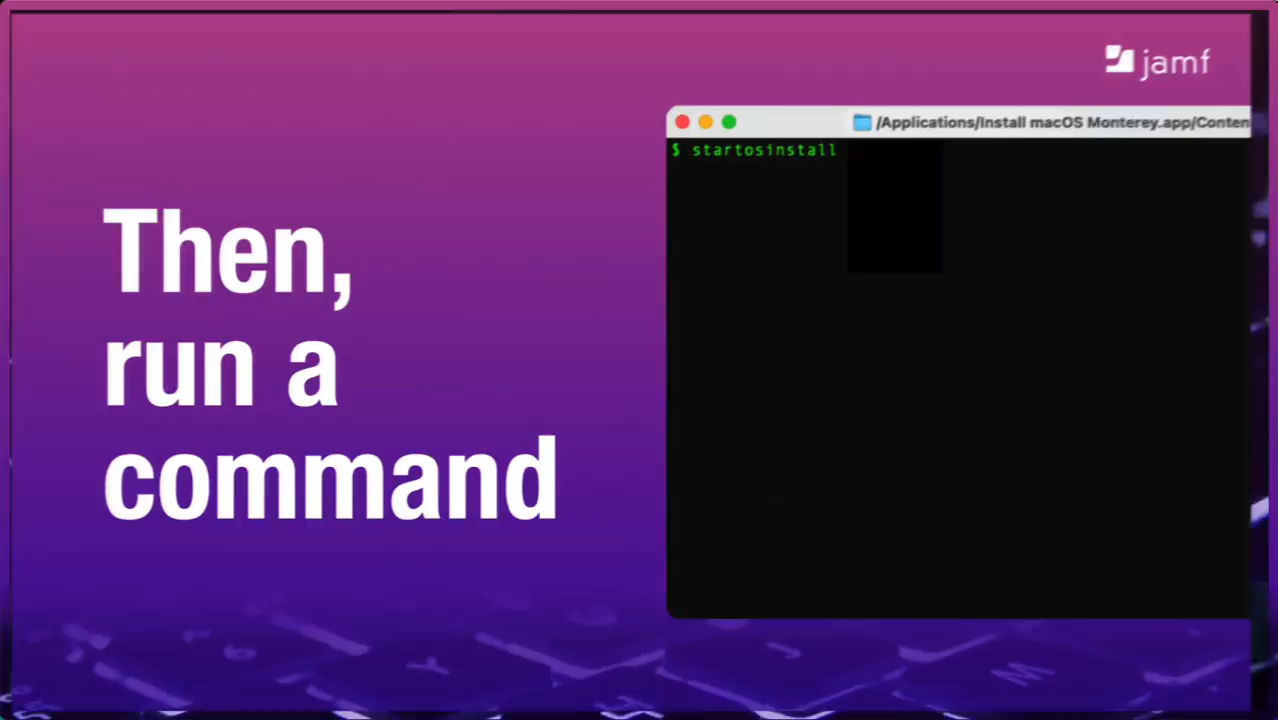 jamf
/Applications/Install macOS Monterey.app/Conten
$ startosinstall
Then,
run a
command